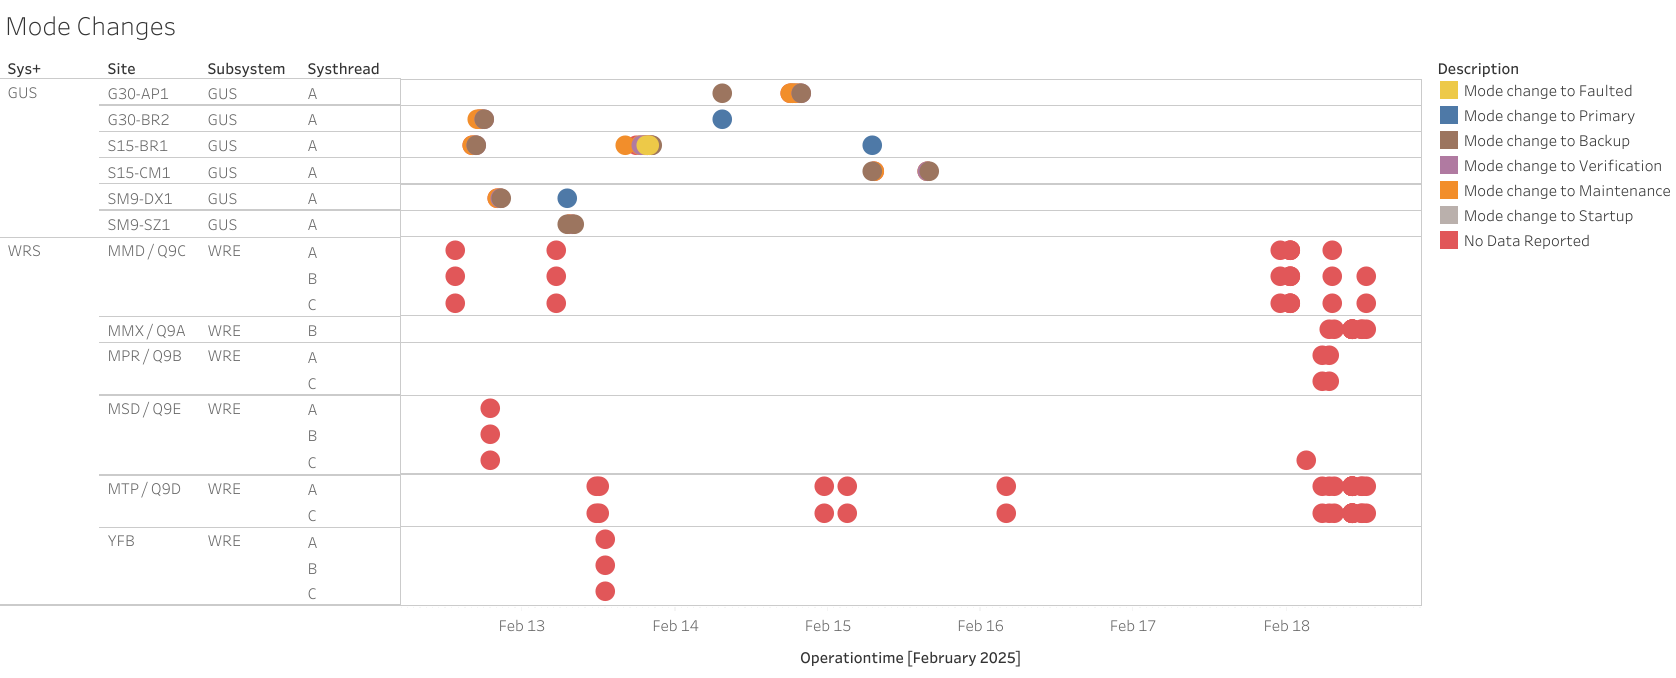 Mode Changes
Sys+ Site Subsystem Systhread
Description
GUS G30-AP1 GUS A
Mode change to Faulted
G30-BR2 GUS A
Mode change to Primary
S15-BR1 GUS A
Mode change to Backup
S15-CM1 GUS A
Mode change to Verification
SM9-DX1 GUS A
Mode change to Maintenance
SM9-SZ1 GUS A
Mode change to Startup
WRS MMD / Q9C WRE A
No Data Reported
B
C
MMX / Q9A WRE B
MPR / Q9B WRE A
C
MSD / Q9E WRE A
B
C
MTP / Q9D WRE A
C
YFB WRE A
B
C
Feb 13 Feb 14 Feb 15 Feb 16 Feb 17 Feb 18
Operationtime [February 2025]